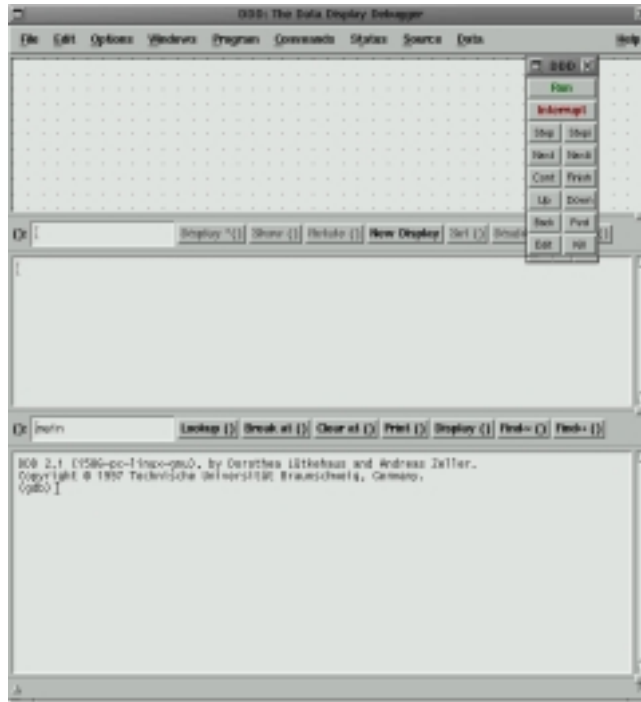 DDD: The Data Display Debugger
File Edit Options Windows Program Commands Status Source Data Help
DDD
Run
Interrupt
Step Stepi
Next Nexti
Cont Finish
Up Down
Back Fwd
Edit Kill
(): Display *() Show () Rotate () New Display Set () ()
(): main Lookup () Break at () Clear at () Print () Display () Find« () Find» ()
DDD 2.1 (i586-pc-linux-gnu), by Dorothea Lütkehaus and Andreas Zeller.
Copyright © 1997 Technische Universität Braunschweig, Germany.
(gdb)